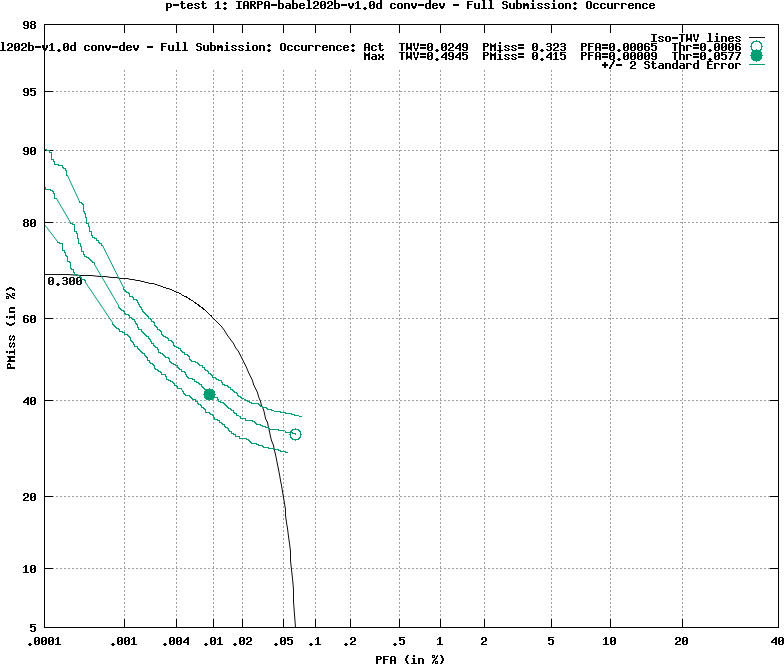 p-test 1: IARPA-babel202b-v1.0d conv-dev - Full Submission: Occurrence
Iso-TWV lines
l202b-v1.0d conv-dev - Full Submission: Occurrence: Act TWV=0.0249 PMiss= 0.323 PFA=0.00065 Thr=0.0006
Max TWV=0.4945 PMiss= 0.415 PFA=0.00009 Thr=0.0577
+/- 2 Standard Error
98
95
90
80
60
40
20
10
5
0.300
PMiss (in %)
.0001 .001 .004 .01 .02 .05 .1 .2 .5 1 2 5 10 20 40
PFA (in %)